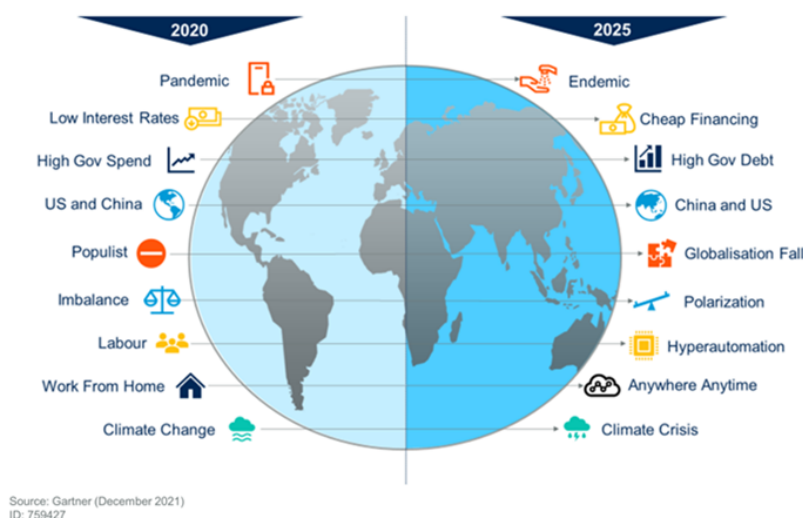 2020 2025
Pandemic Endemic
Low Interest Rates Cheap Financing
High Gov Spend High Gov Debt
US and China China and US
Populist Globalisation Fall
Imbalance Polarization
Labour Hyperautomation
Work From Home Anywhere Anytime
Climate Change Climate Crisis
Source: Gartner (December 2021)
ID: 759427